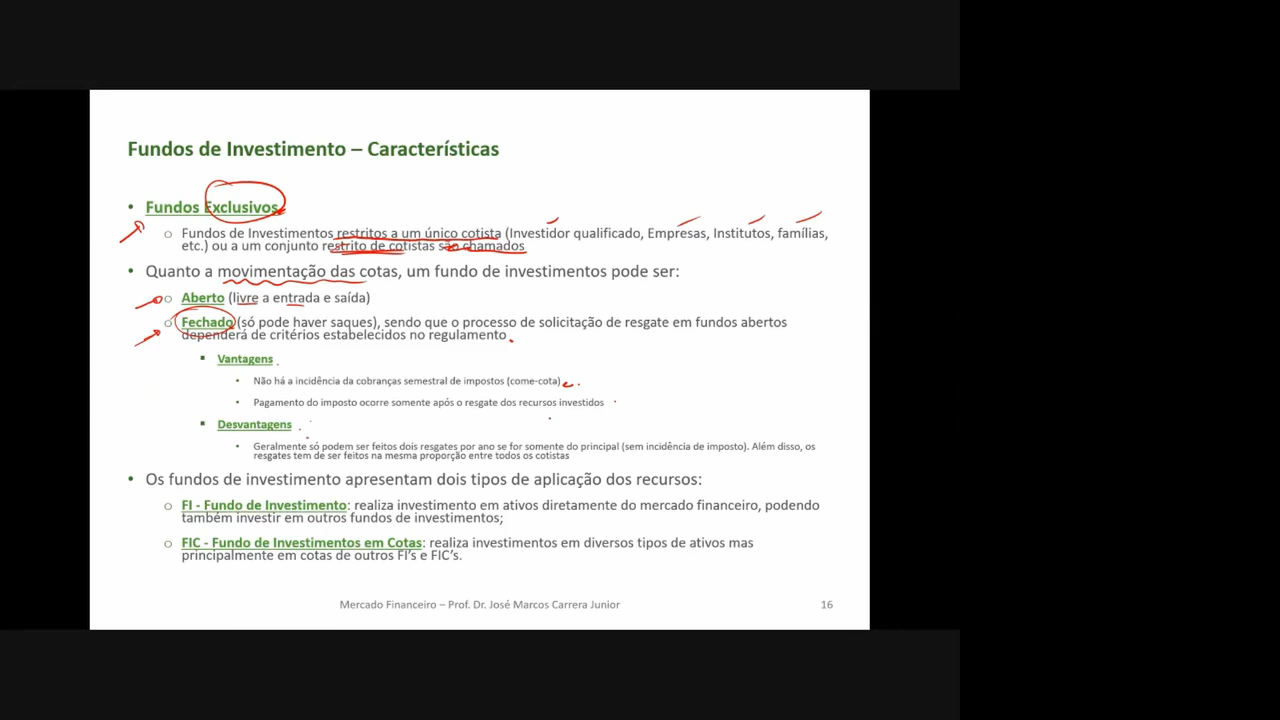 Fundos de Investimento – Características
• Fundos Exclusivos
o Fundos de Investimentos restritos a um único cotista (Investidor qualificado, Empresas, Institutos, famílias,
etc.) ou a um conjunto restrito de cotistas são chamados
• Quanto a movimentação das cotas, um fundo de investimentos pode ser:
o Aberto (livre a entrada e saída)
o Fechado (só pode haver saques), sendo que o processo de solicitação de resgate em fundos abertos
dependerá de critérios estabelecidos no regulamento
▪ Vantagens
• Não há a incidência da cobranças semestral de impostos (come-cota)
• Pagamento do imposto ocorre somente após o resgate dos recursos investidos
▪ Desvantagens
• Geralmente só podem ser feitos dois resgates por ano se for somente do principal (sem incidência de imposto). Além disso, os
resgates tem de ser feitos na mesma proporção entre todos os cotistas
• Os fundos de investimento apresentam dois tipos de aplicação dos recursos:
o FI - Fundo de Investimento: realiza investimento em ativos diretamente do mercado financeiro, podendo
também investir em outros fundos de investimentos;
o FIC - Fundo de Investimentos em Cotas: realiza investimentos em diversos tipos de ativos mas
principalmente em cotas de outros FI's e FIC's.
Mercado Financeiro – Prof. Dr. José Marcos Carrera Junior
16